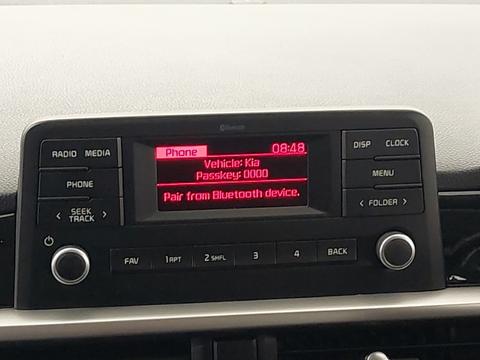 Bluetooth
RADIO MEDIA
PHONE
< SEEK TRACK >
Phone 08:48
Vehicle: Kia
Passkey: 0000
Pair from Bluetooth device.
DISP CLOCK
MENU
< FOLDER >
FAV 1 RPT 2 SHFL 3 4 BACK